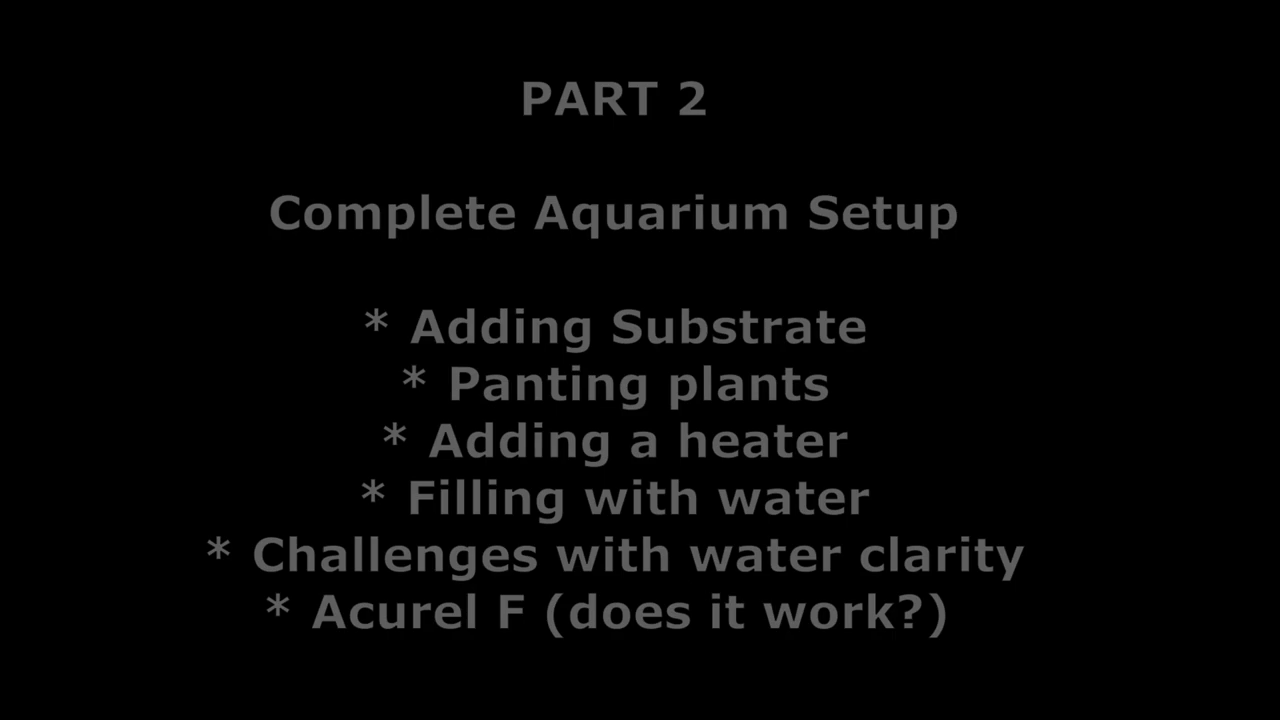 PART 2
Complete Aquarium Setup
* Adding Substrate
* Panting plants
* Adding a heater
* Filling with water
* Challenges with water clarity
* Acurel F (does it work?)